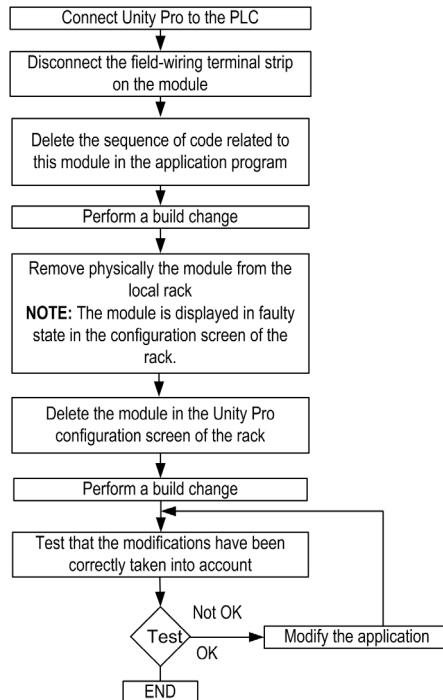 Connect Unity Pro to the PLC
Disconnect the field-wiring terminal strip
on the module
Delete the sequence of code related to
this module in the application program
Perform a build change
Remove physically the module from the
local rack
NOTE: The module is displayed in faulty
state in the configuration screen of the
rack.
Delete the module in the Unity Pro
configuration screen of the rack
Perform a build change
Test that the modifications have been
correctly taken into account
Not OK
Test
Modify the application
OK
END